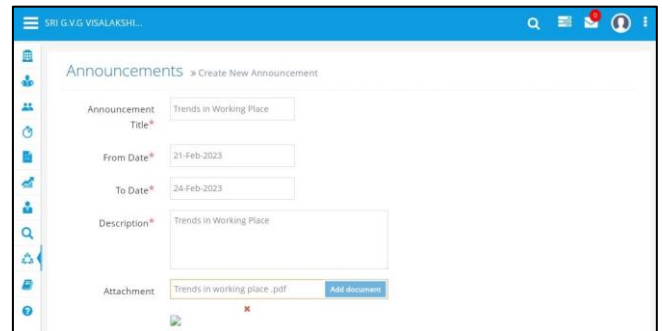 SRI G.V.G VISALAKSHI...
0
Announcements » Create New Announcement
Announcement Title*
Trends in Working Place
From Date*
21-Feb-2023
To Date*
24-Feb-2023
Description*
Trends in Working Place
Attachment
Trends in working place .pdf
Add document